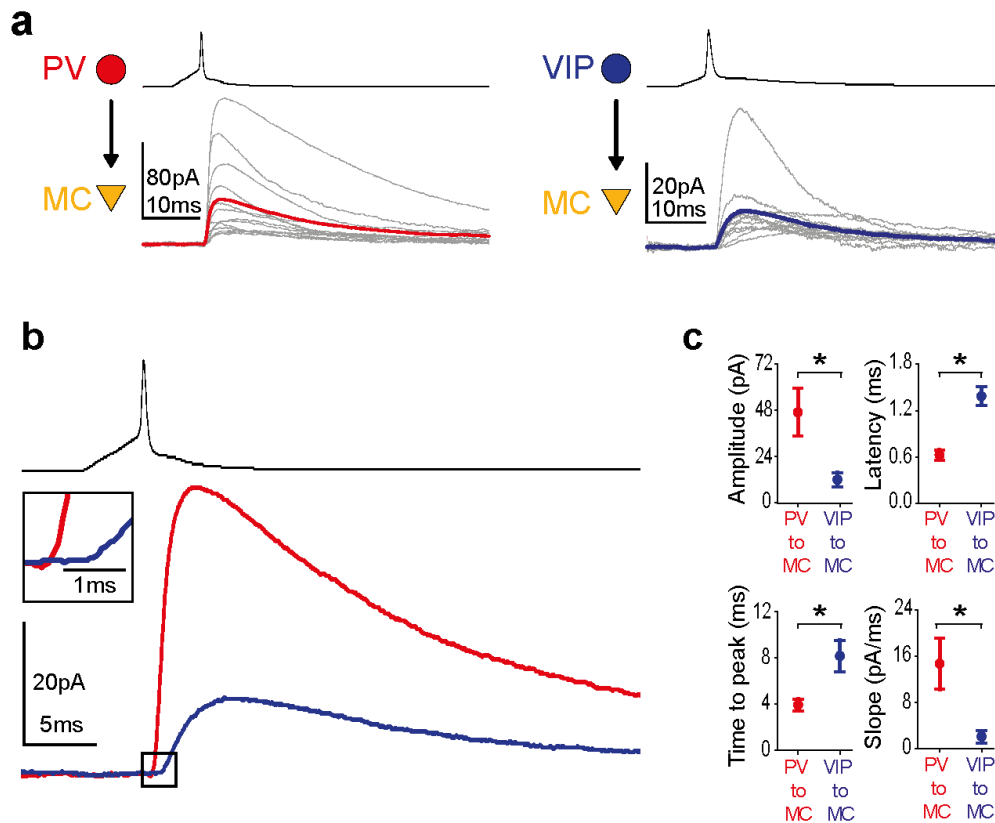 a
PV
MC
80pA
10ms
VIP
MC
20pA
10ms
b
1ms
20pA
5ms
c
Amplitude (pA)
72
48
24
0
*
PV to MC
VIP to MC
Latency (ms)
1.8
1.2
0.6
0.0
*
PV to MC
VIP to MC
Time to peak (ms)
12
8
4
0
*
PV to MC
VIP to MC
Slope (pA/ms)
24
16
8
0
*
PV to MC
VIP to MC